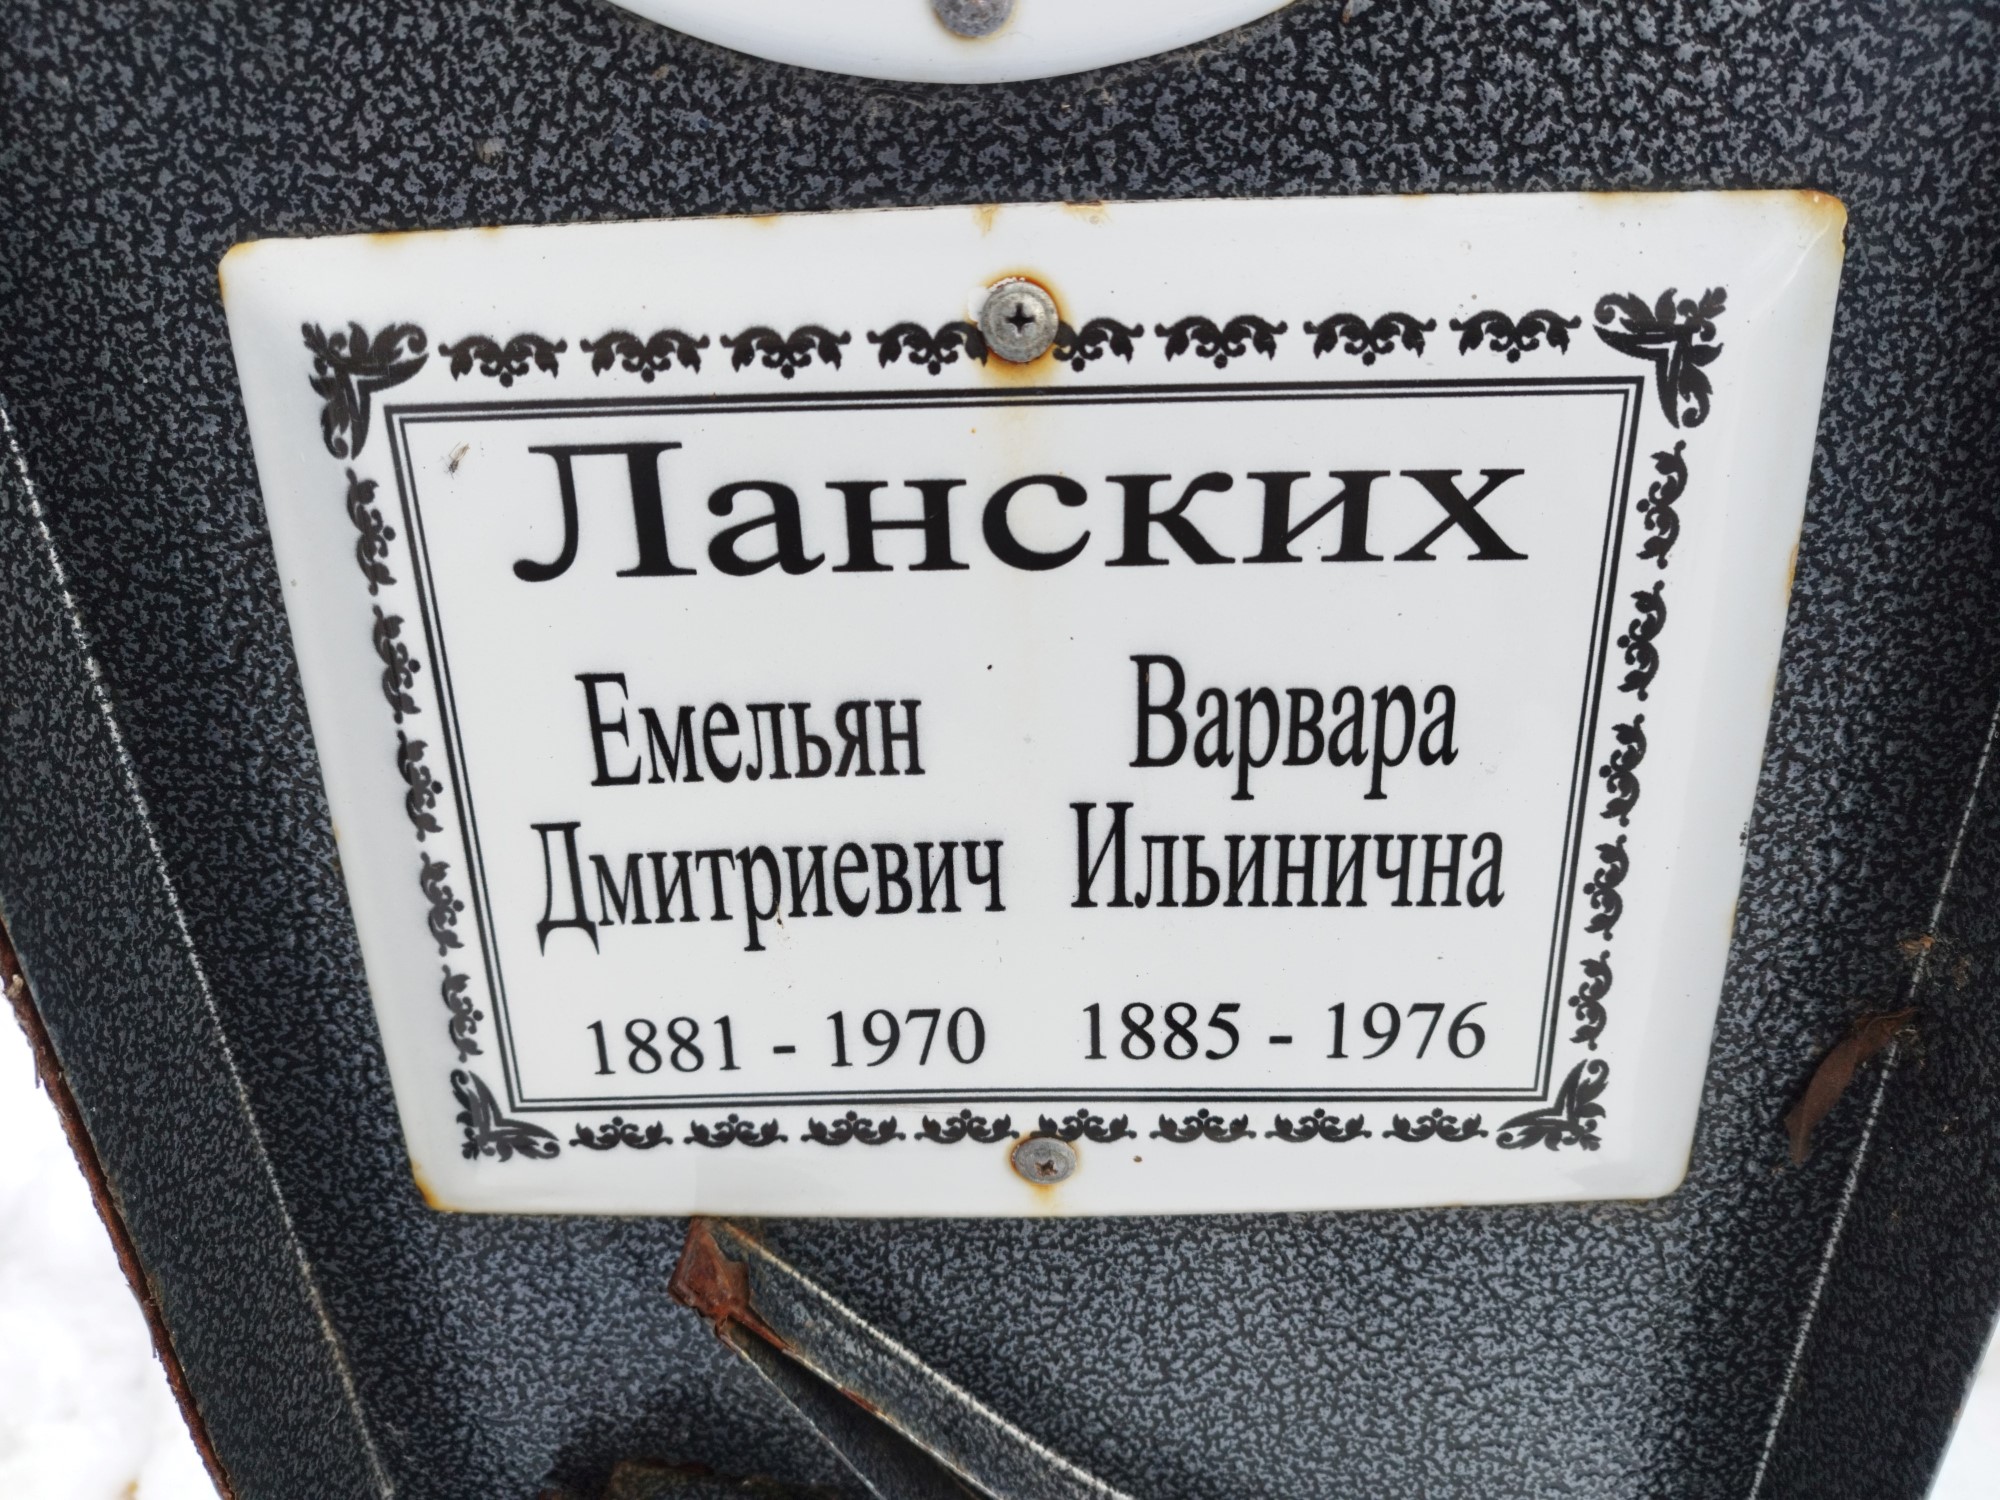 Ланских
Емельян Варвара
Дмитриевич Ильинична
1881 - 1970 1885 - 1976